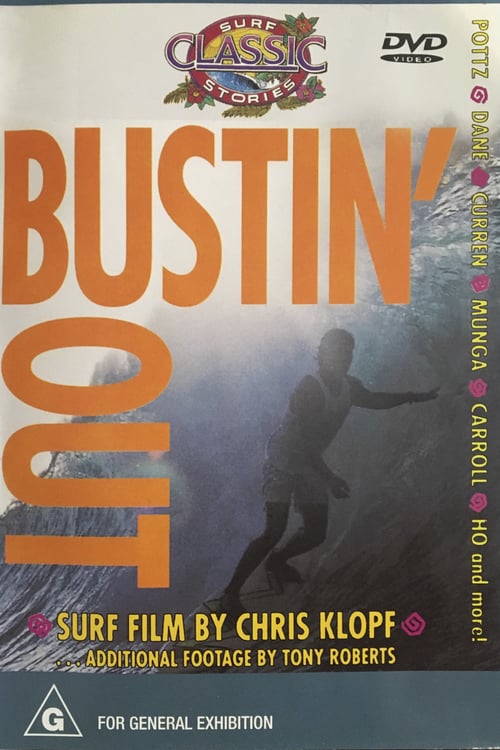 SURF
CLASSIC
STORIES
DVD
VIDEO
BUSTIN'
OUT
POTTZ DANE CURREN MUNGA CARROLL HO and more!
SURF FILM BY CHRIS KLOPF
...ADDITIONAL FOOTAGE BY TONY ROBERTS
G
FOR GENERAL EXHIBITION